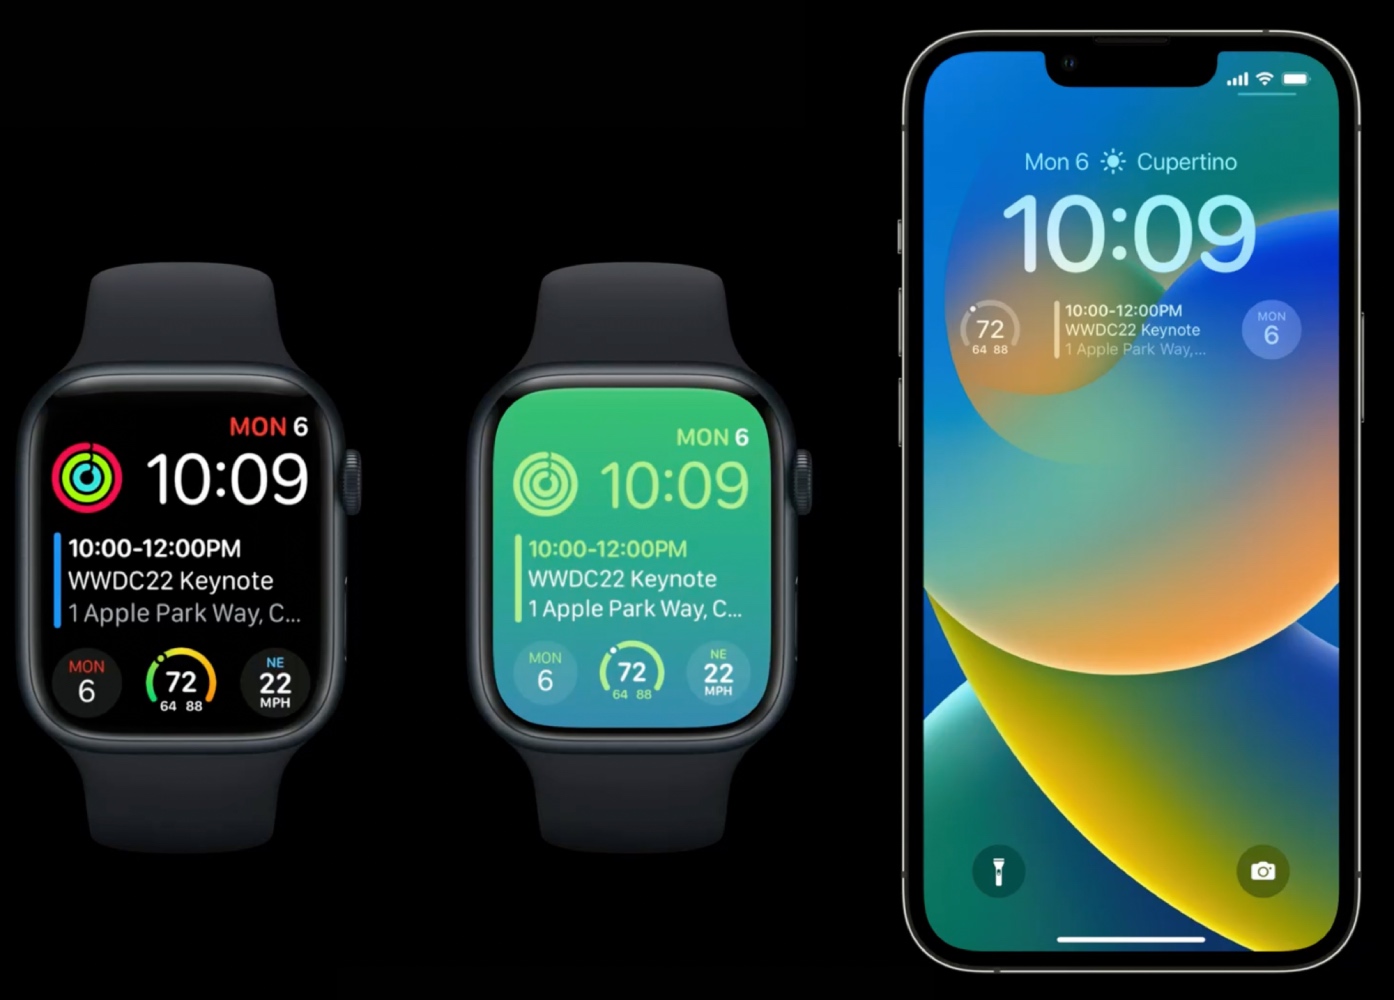 MON 6
10:09
10:00-12:00PM
WWDC22 Keynote
1 Apple Park Way, C...
MON
6
72
64 88
NE
22
MPH
MON 6
10:09
10:00-12:00PM
WWDC22 Keynote
1 Apple Park Way, C...
MON
6
72
64 88
NE
22
MPH
Mon 6 Cupertino
10:09
72
64 88
10:00-12:00PM
WWDC22 Keynote
1 Apple Park Way,...
MON
6